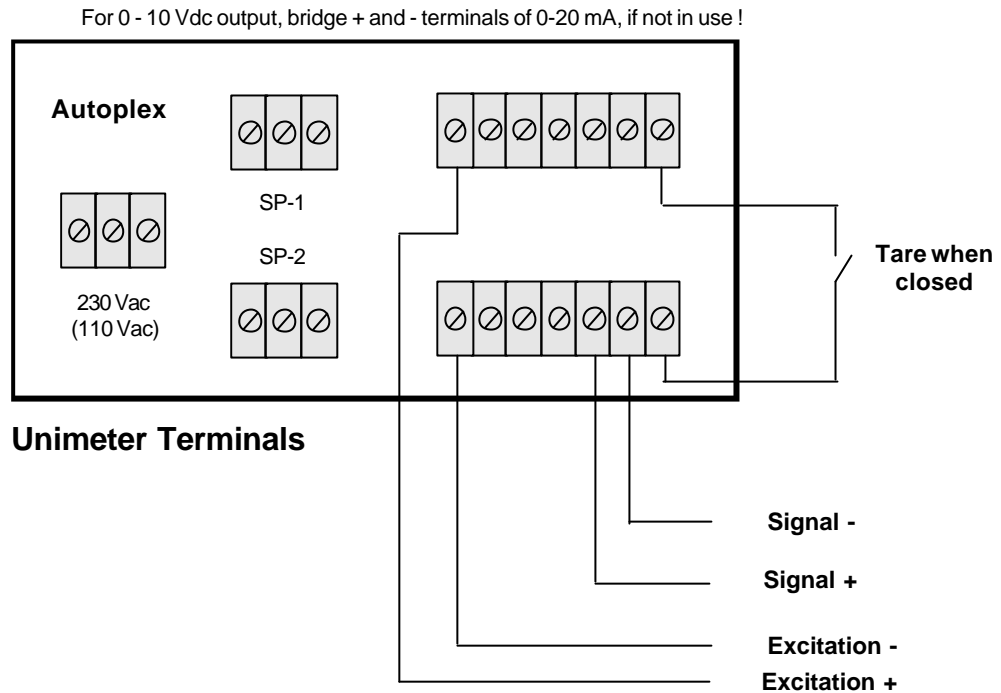 For 0 - 10 Vdc output, bridge + and - terminals of 0-20 mA, if not in use !
Autoplex
SP-1
SP-2
230 Vac
(110 Vac)
Tare when
closed
Unimeter Terminals
Signal -
Signal +
Excitation -
Excitation +